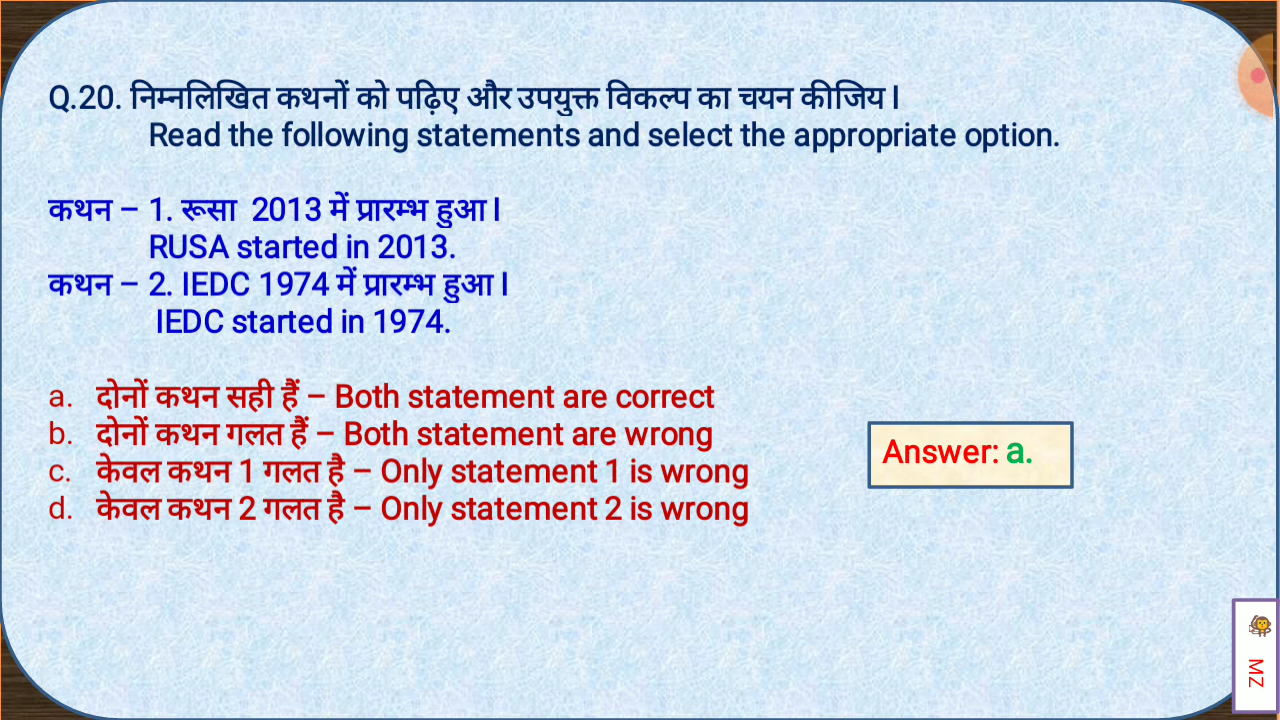 Q.20. निम्नलिखित कथनों को पढ़िए और उपयुक्त विकल्प का चयन कीजिय I
Read the following statements and select the appropriate option.
कथन – 1. रूसा 2013 में प्रारम्भ हुआ I
RUSA started in 2013.
कथन – 2. IEDC 1974 में प्रारम्भ हुआ I
IEDC started in 1974.
a. दोनों कथन सही हैं – Both statement are correct
b. दोनों कथन गलत हैं – Both statement are wrong
c. केवल कथन 1 गलत है – Only statement 1 is wrong
d. केवल कथन 2 गलत है – Only statement 2 is wrong
Answer: a.
MZ